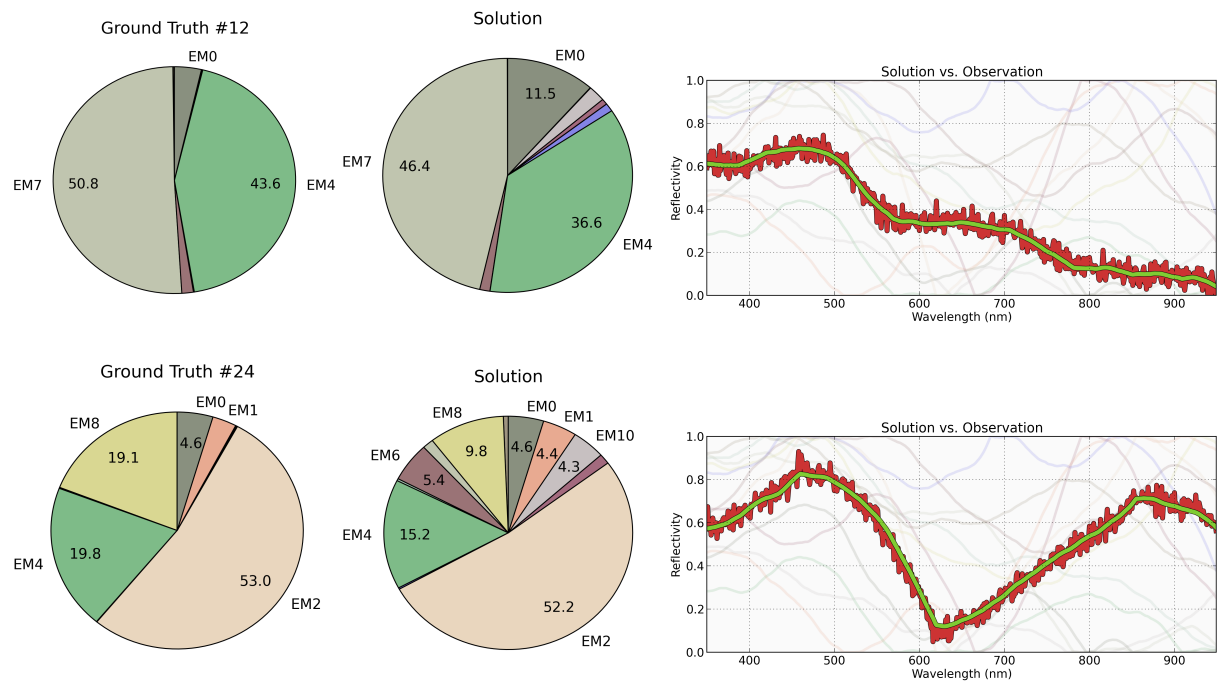 Ground Truth #12
EM0
EM7
50.8
43.6
EM4
Solution
EM0
11.5
EM7
46.4
36.6
EM4
Solution vs. Observation
1.0
0.8
0.6
0.4
0.2
0.0
Reflectivity
400 500 600 700 800 900
Wavelength (nm)
Ground Truth #24
EM0
EM1
EM8
4.6
19.1
EM4
19.8
53.0
EM2
Solution
EM8
EM0
EM1
EM10
EM6
9.8
4.6
4.4
4.3
5.4
EM4
15.2
52.2
EM2
Solution vs. Observation
1.0
0.8
0.6
0.4
0.2
0.0
Reflectivity
400 500 600 700 800 900
Wavelength (nm)